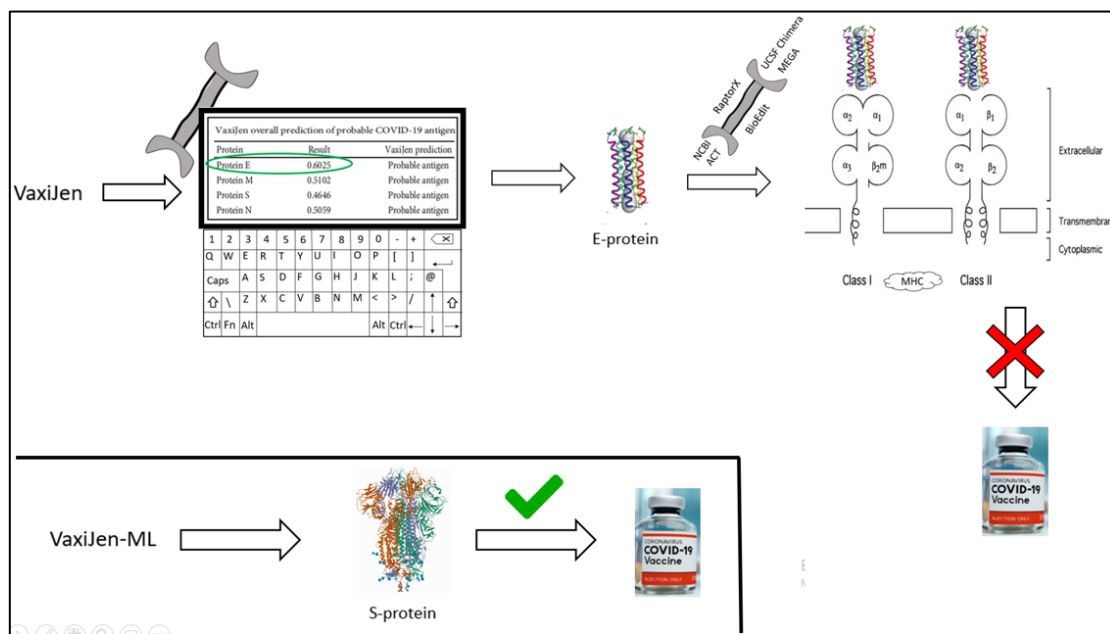 VaxiJen
VaxiJen overall prediction of probable COVID-19 antigen
Protein Result VaxiJen prediction
Protein E 0.6025 Probable antigen
Protein M 0.5102 Probable antigen
Protein S 0.4646 Probable antigen
Protein N 0.5059 Probable antigen
1 2 3 4 5 6 7 8 9 0 - +
Q W E R T Y U I O P [ ]
Caps A S D F G H J K L ; @
\ Z X C V B N M < > /
Ctrl Fn Alt Alt Ctrl
E-protein
NCBI
ACT
RaptorX
BioEdit
UCSF Chimera
MEGA
α2 α1 α1 β1
α3 β2m α2 β2
Extracellular
Transmembran
Cytoplasmic
Class I MHC Class II
CORONAVIRUS
COVID-19
Vaccine
INJECTION ONLY
VaxiJen-ML
S-protein
CORONAVIRUS
COVID-19
Vaccine
INJECTION ONLY